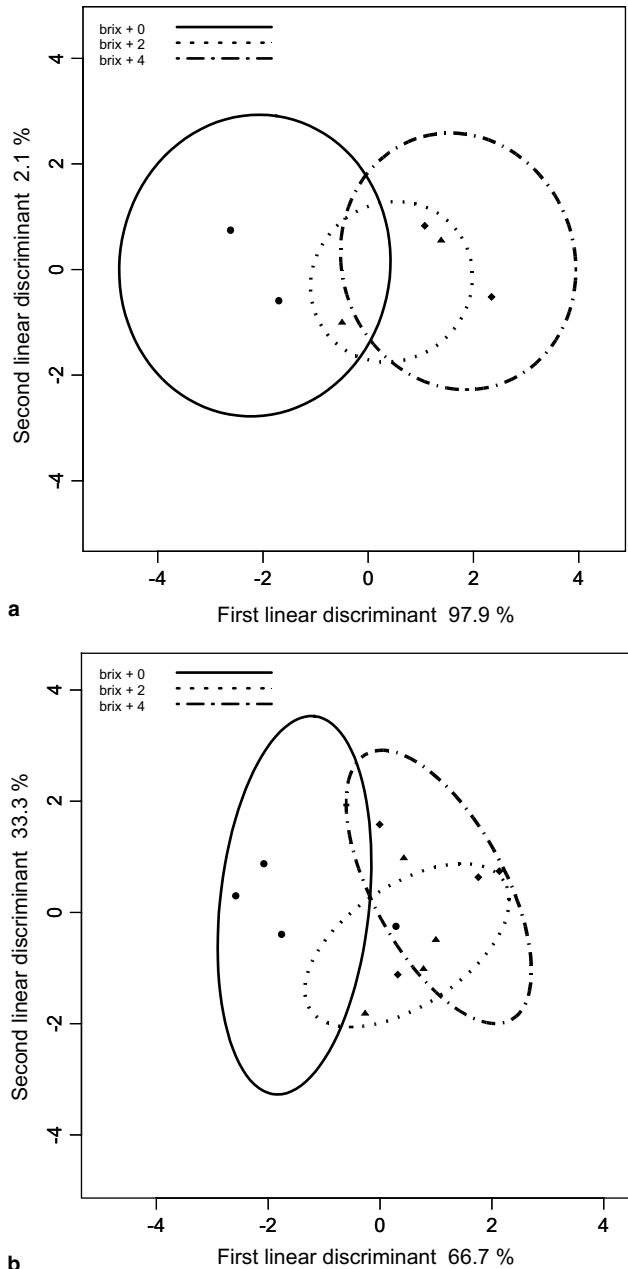 brix + 0
brix + 2
brix + 4
4
2
0
-2
-4
Second linear discriminant 2.1 %
-4 -2 0 2 4
a
First linear discriminant 97.9 %
brix + 0
brix + 2
brix + 4
4
2
0
-2
-4
Second linear discriminant 33.3 %
-4 -2 0 2 4
b
First linear discriminant 66.7 %